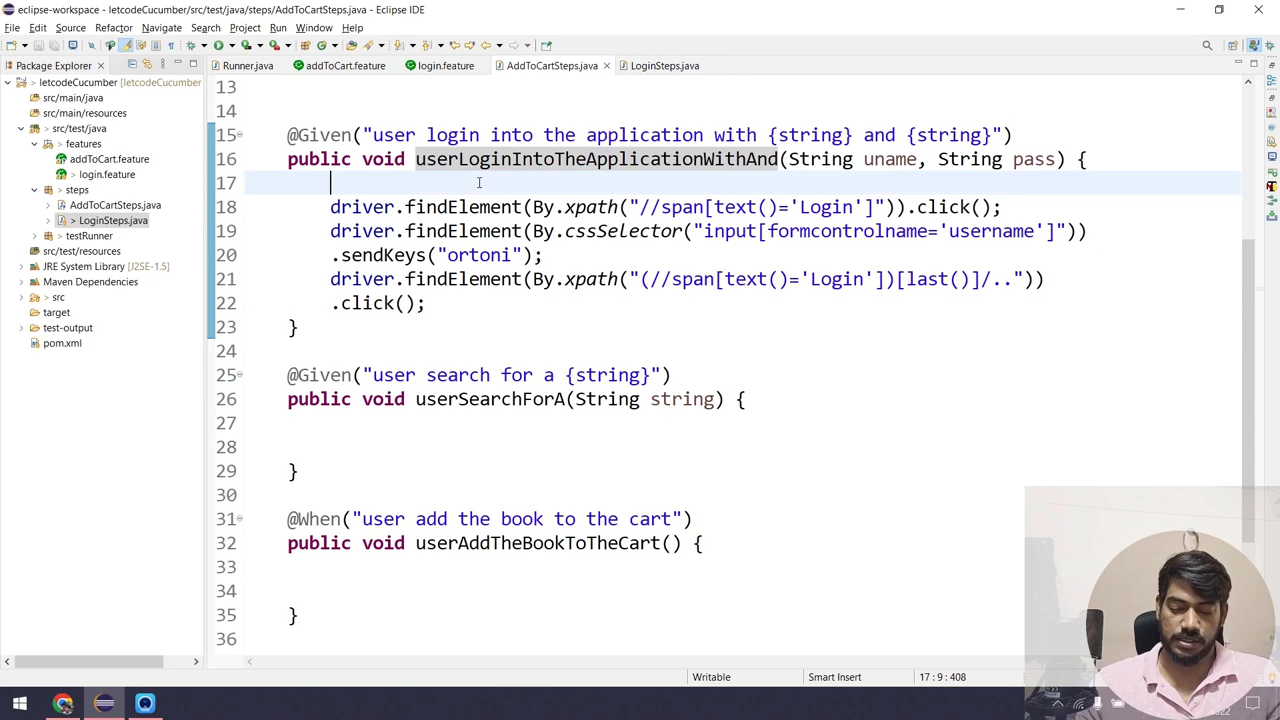 eclipse-workspace - letcodeCucumber/src/test/java/steps/AddToCartSteps.java - Eclipse IDE
File Edit Source Refactor Navigate Search Project Run Window Help
Package Explorer
Runner.java addToCart.feature login.feature AddToCartSteps.java LoginSteps.java
letcodeCucumber [letcodeCucumber
src/main/java
src/main/resources
src/test/java
features
addToCart.feature
login.feature
steps
AddToCartSteps.java
> LoginSteps.java
> testRunner
src/test/resources
JRE System Library [J2SE-1.5]
Maven Dependencies
> src
target
test-output
pom.xml
13
14
15 @Given("user login into the application with {string} and {string}")
16 public void userLoginIntoTheApplicationWithAnd(String uname, String pass) {
17
18 driver.findElement(By.xpath("//span[text()='Login']")).click();
19 driver.findElement(By.cssSelector("input[formcontrolname='username']"))
20 .sendKeys("ortoni");
21 driver.findElement(By.xpath("(//span[text()='Login'])[last()]/.."))
22 .click();
23 }
24
25 @Given("user search for a {string}")
26 public void userSearchForA(String string) {
27
28
29 }
30
31 @When("user add the book to the cart")
32 public void userAddTheBookToTheCart() {
33
34
35 }
36
Writable Smart Insert 17 : 9 : 408